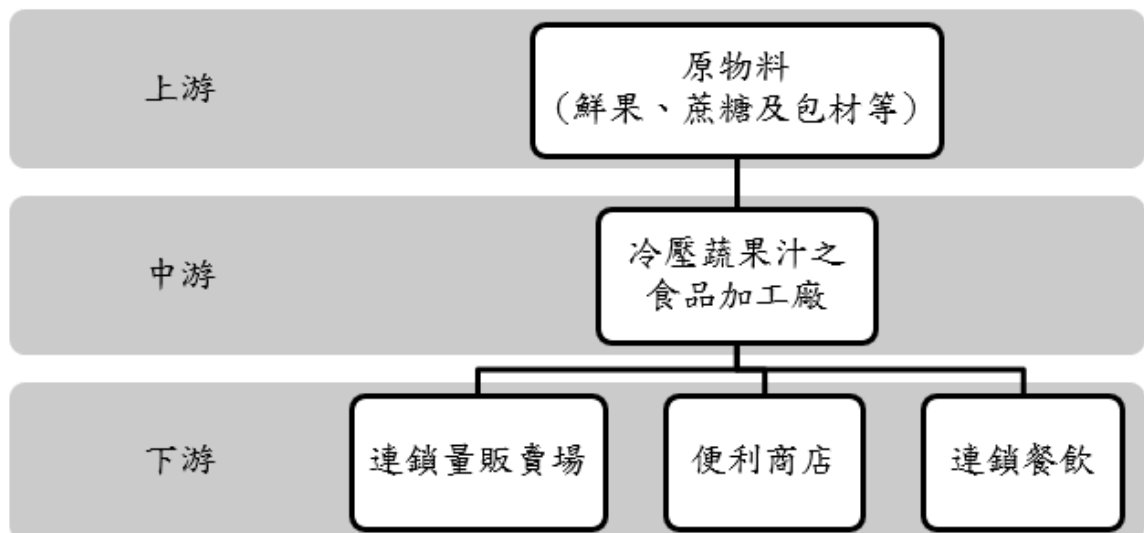 上游
原物料
(鮮果、蔗糖及包材等)
中游
冷壓蔬果汁之
食品加工廠
下游
連鎖量販賣場
便利商店
連鎖餐飲